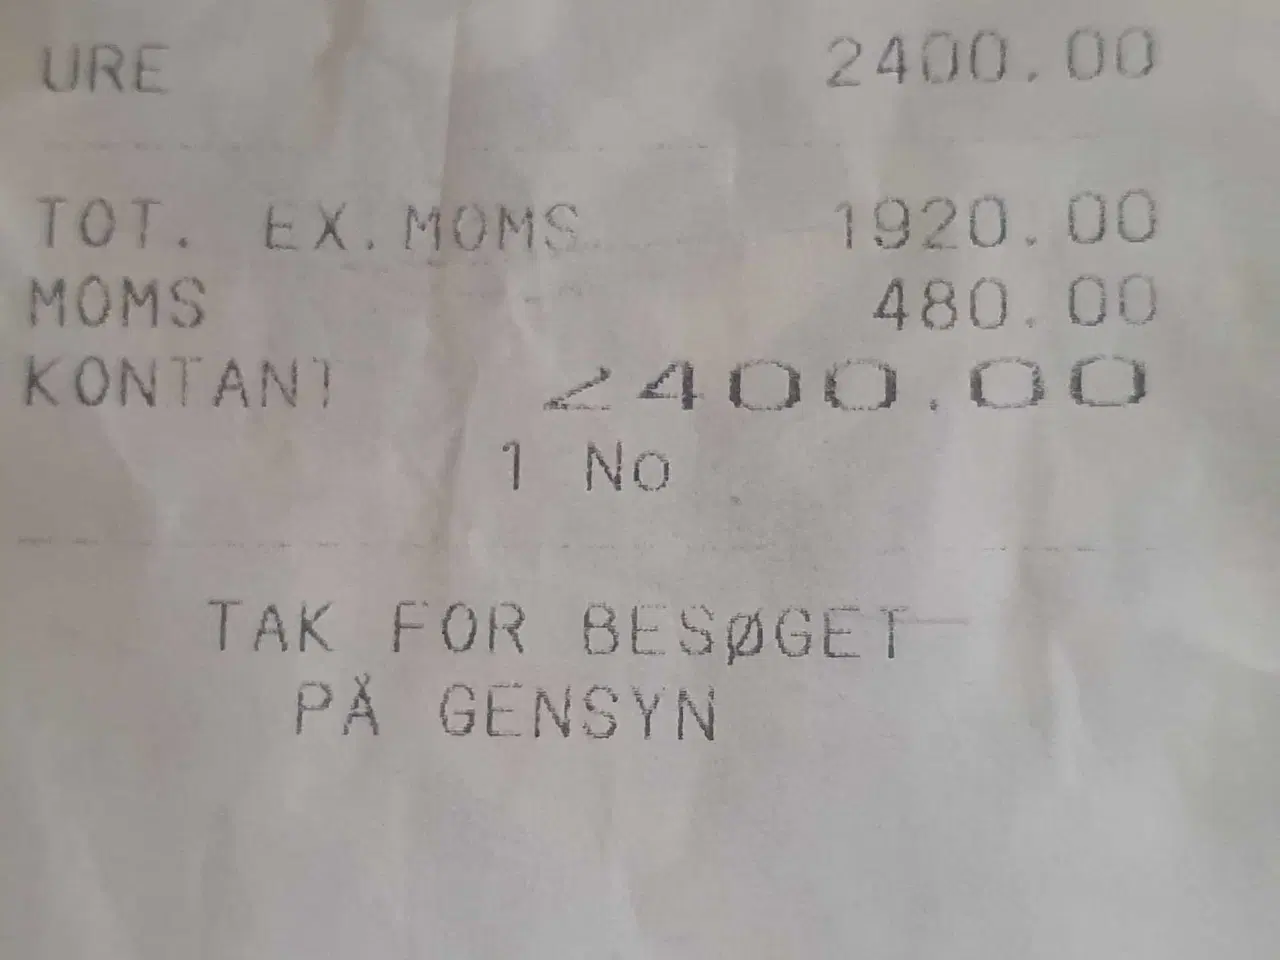 URE 2400.00
TOT. EX.MOMS 1920.00
MOMS 480.00
KONTANT 2400.00
1 No
TAK FOR BESØGET
PÅ GENSYN